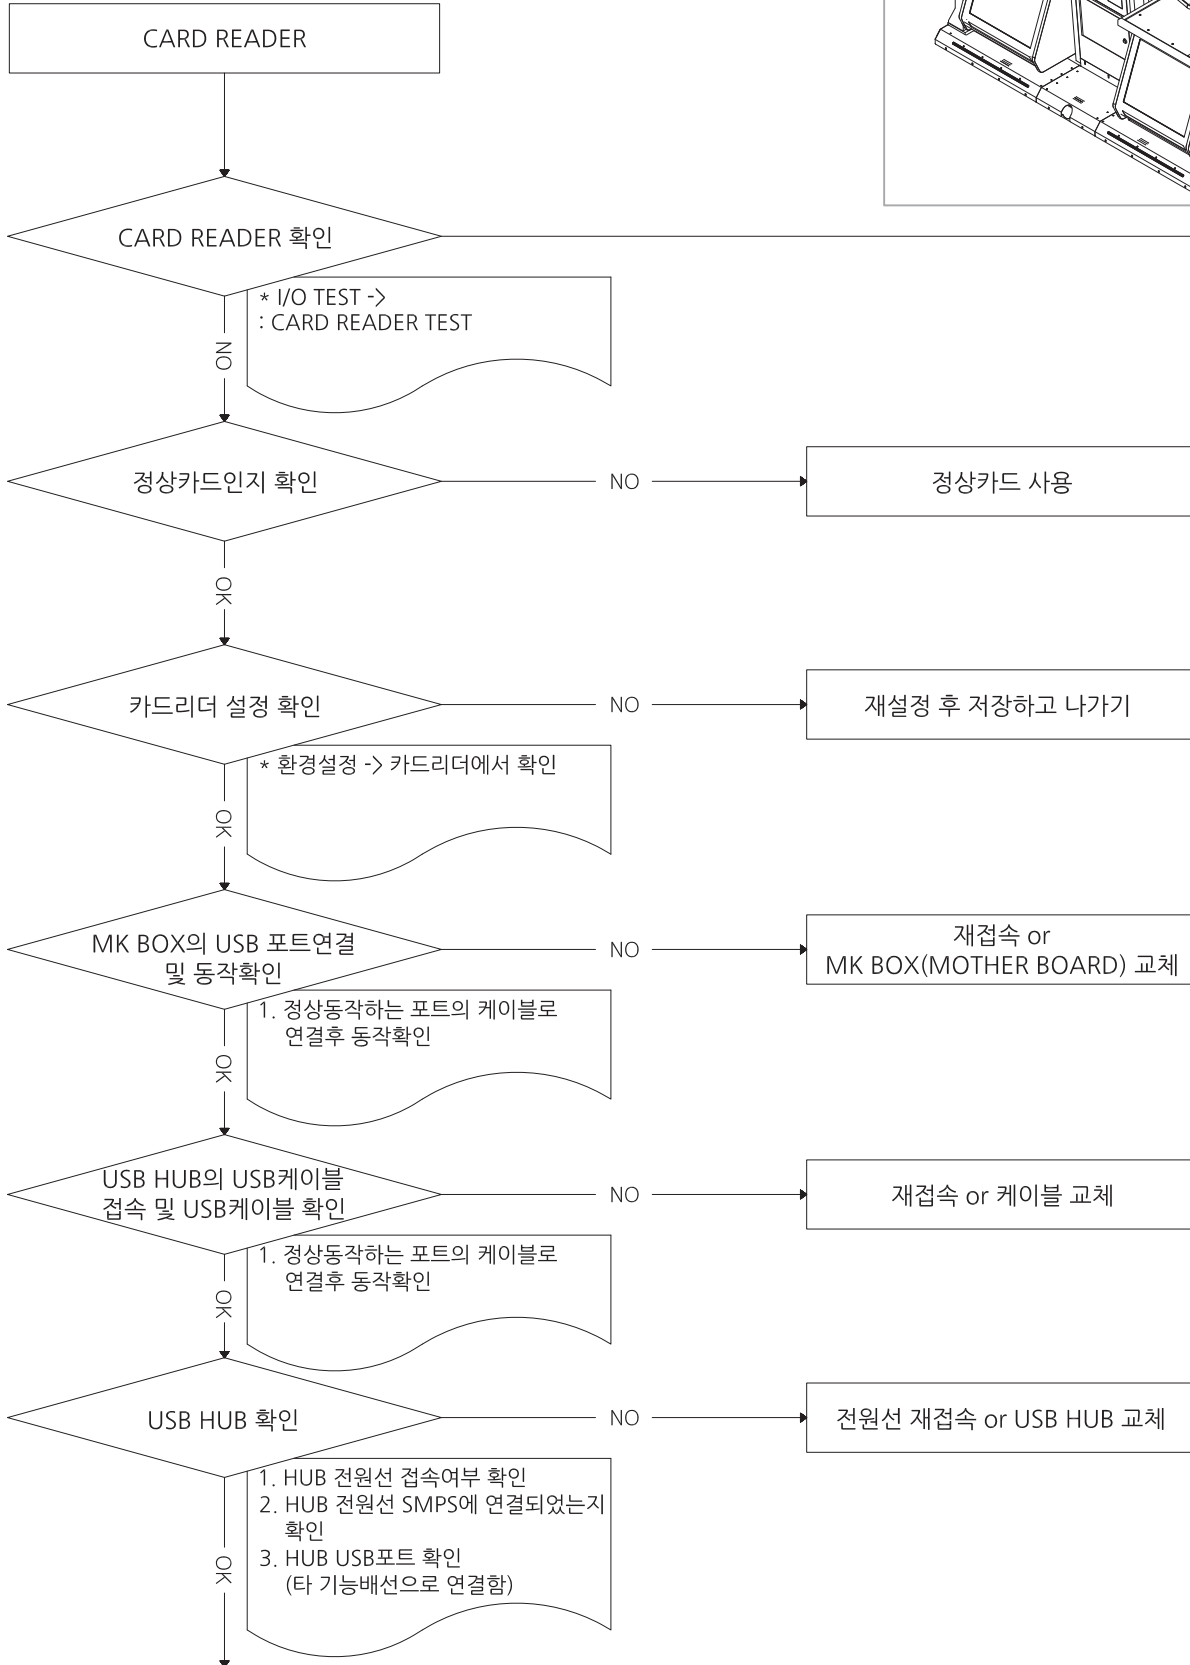 CARD READER
CARD READER 확인
* I/O TEST ->
: CARD READER TEST
NO
정상카드인지 확인
NO
정상카드 사용
OK
카드리더 설정 확인
NO
재설정 후 저장하고 나가기
* 환경설정 -> 카드리더에서 확인
OK
MK BOX의 USB 포트연결
및 동작확인
NO
재접속 or
MK BOX(MOTHER BOARD) 교체
1. 정상동작하는 포트의 케이블로
연결후 동작확인
OK
USB HUB의 USB케이블
접속 및 USB케이블 확인
NO
재접속 or 케이블 교체
1. 정상동작하는 포트의 케이블로
연결후 동작확인
OK
USB HUB 확인
NO
전원선 재접속 or USB HUB 교체
1. HUB 전원선 접속여부 확인
2. HUB 전원선 SMPS에 연결되었는지
확인
3. HUB USB포트 확인
(타 기능배선으로 연결함)
OK